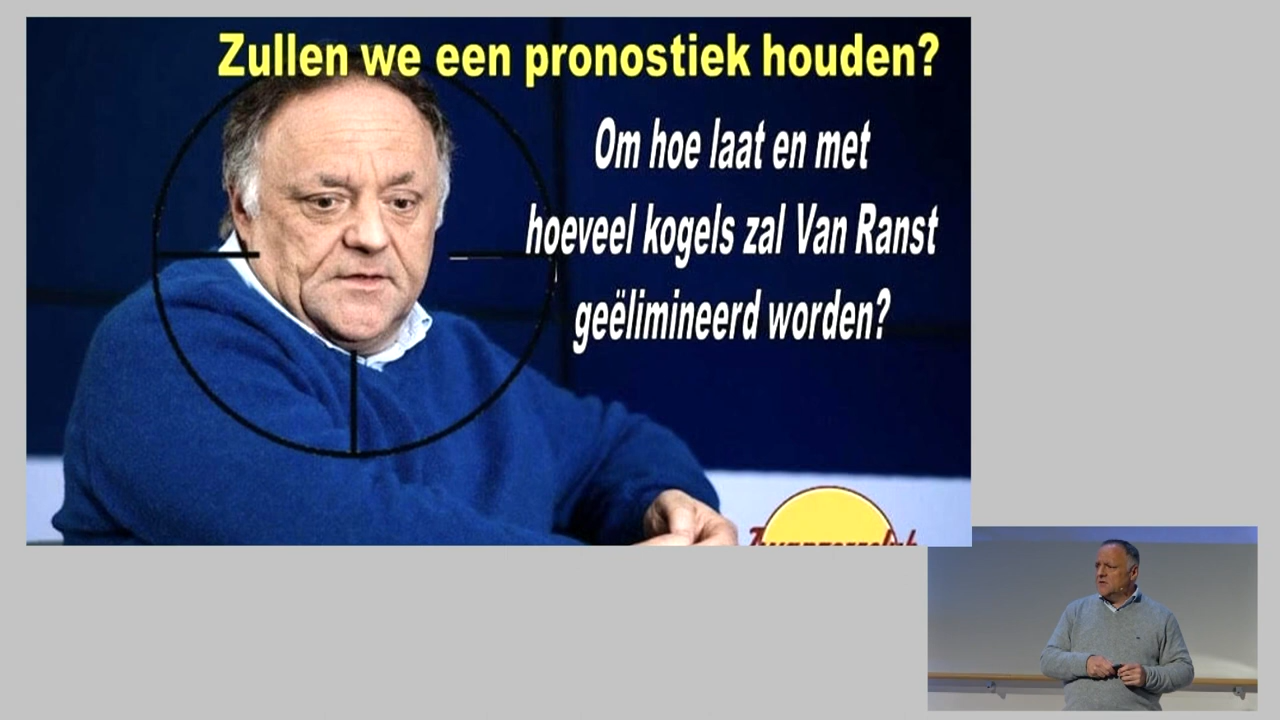 Zullen we een pronostiek houden?
Om hoe laat en met
hoeveel kogels zal Van Ranst
geëlimineerd worden?